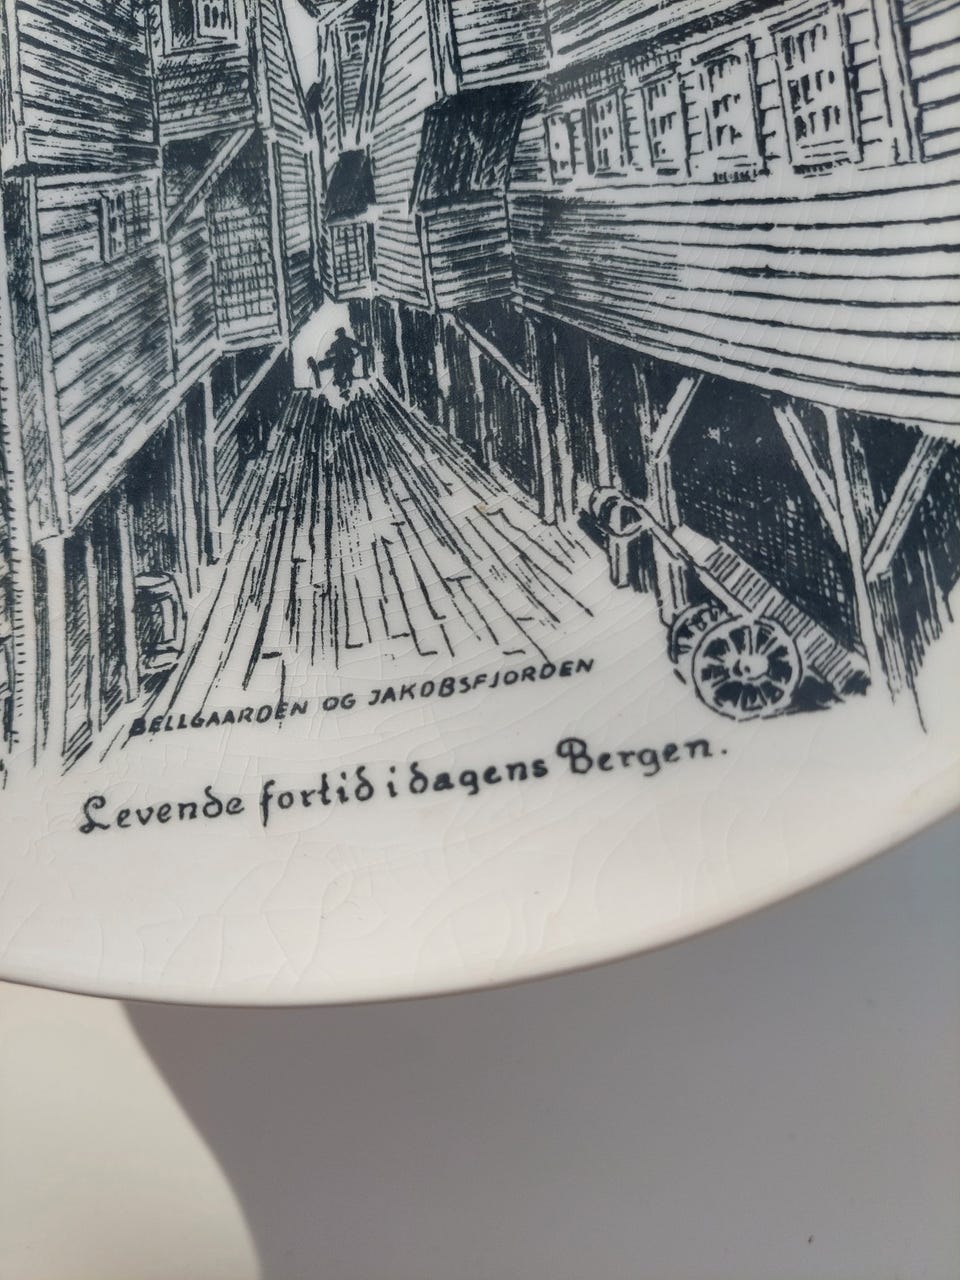 BELLGAARDEN OG JAKOBSFJORDEN
Levende fortid i dagens Bergen.